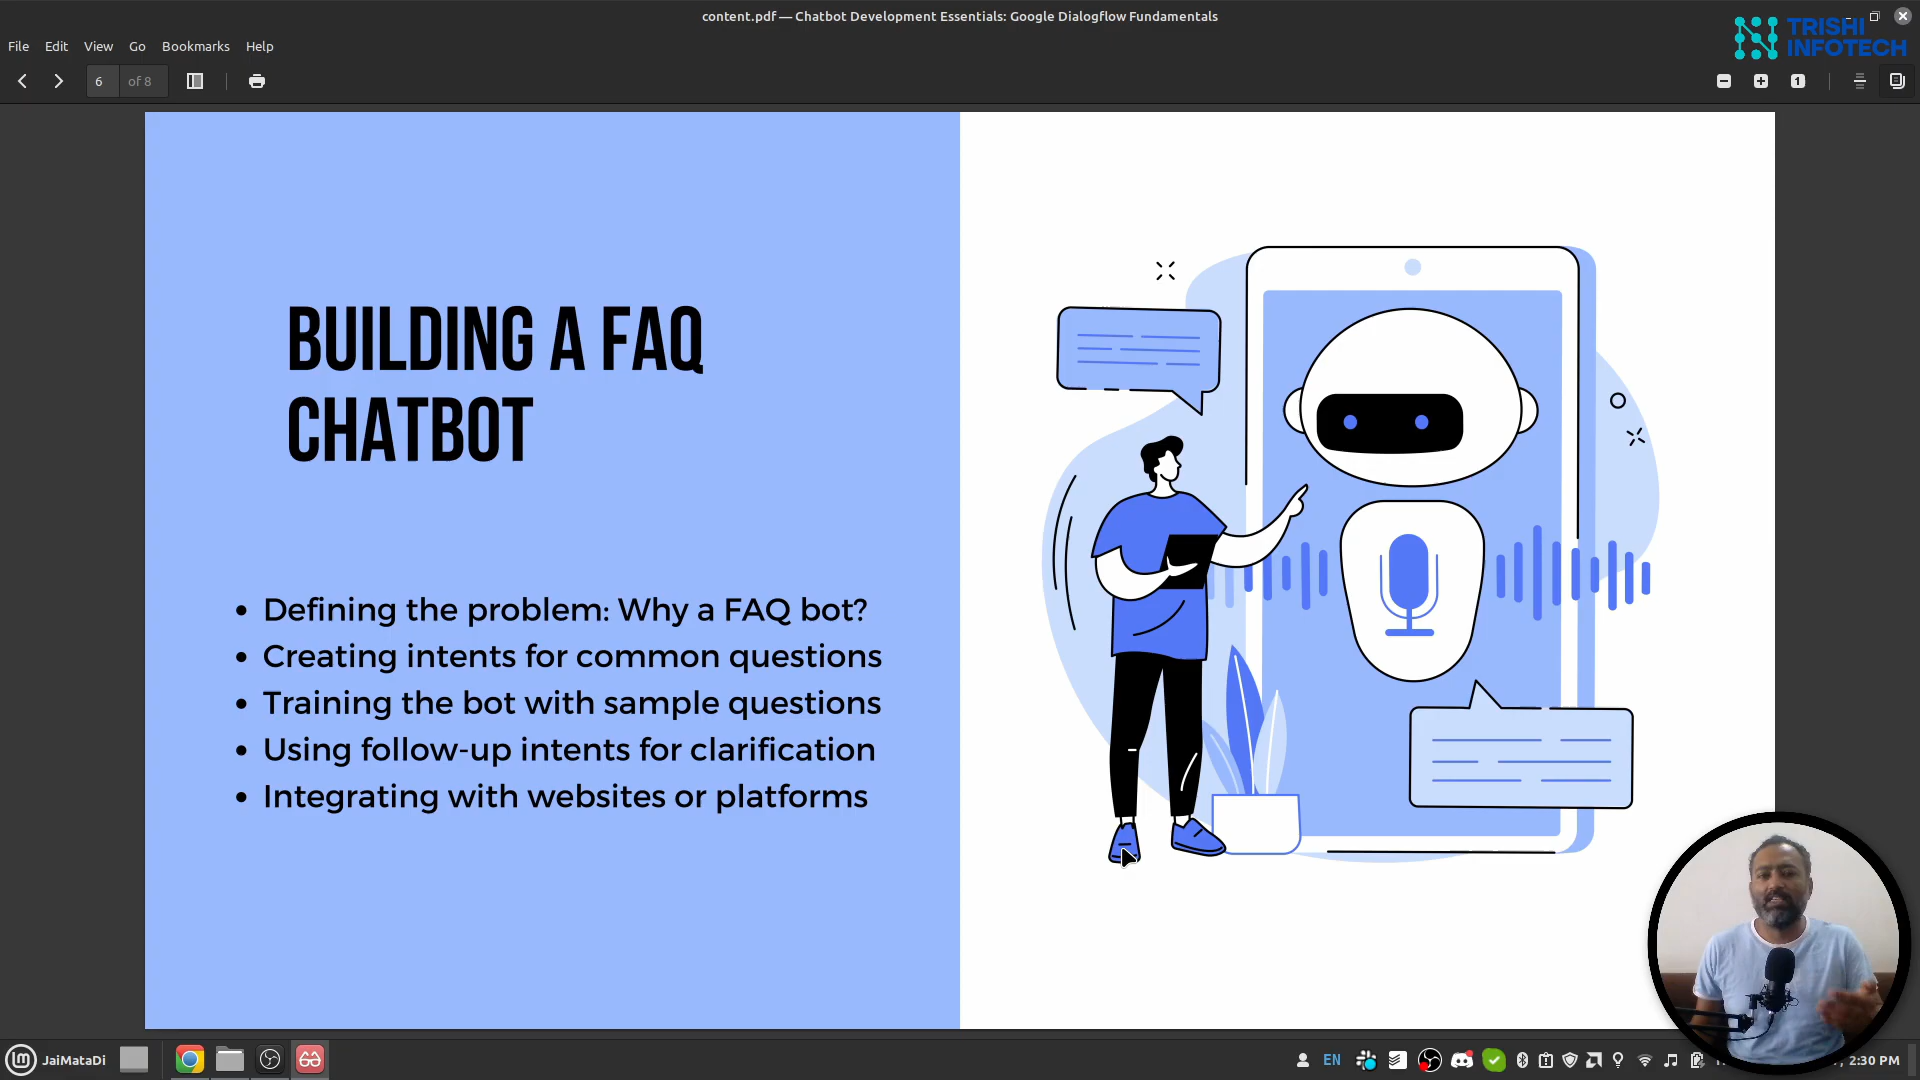 content.pdf — Chatbot Development Essentials: Google Dialogflow Fundamentals
TRISHI
INFOTECH
File Edit View Go Bookmarks Help
6 of 8
1
BUILDING A FAQ
CHATBOT
• Defining the problem: Why a FAQ bot?
• Creating intents for common questions
• Training the bot with sample questions
• Using follow-up intents for clarification
• Integrating with websites or platforms
JaiMataDi
EN
2:30 PM